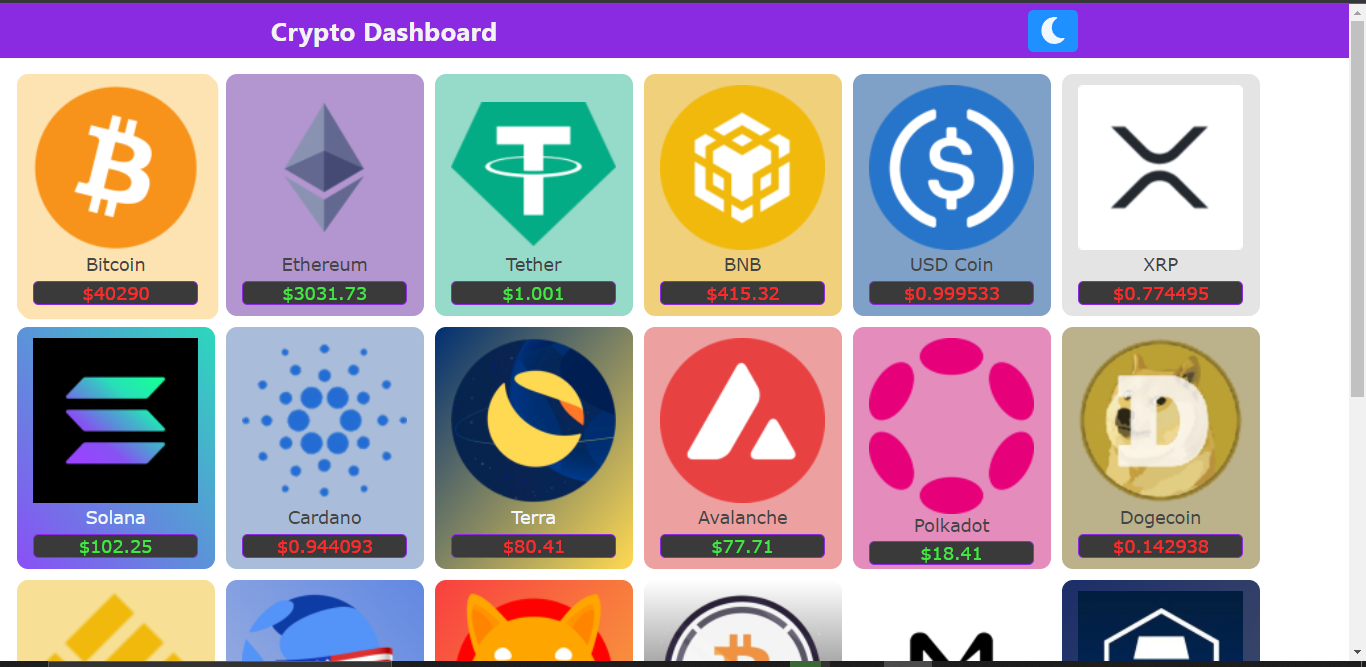 Crypto Dashboard
Bitcoin
$40290
Ethereum
$3031.73
Tether
$1.001
BNB
$415.32
USD Coin
$0.999533
XRP
$0.774495
Solana
$102.25
Cardano
$0.944093
Terra
$80.41
Avalanche
$77.71
Polkadot
$18.41
Dogecoin
$0.142938